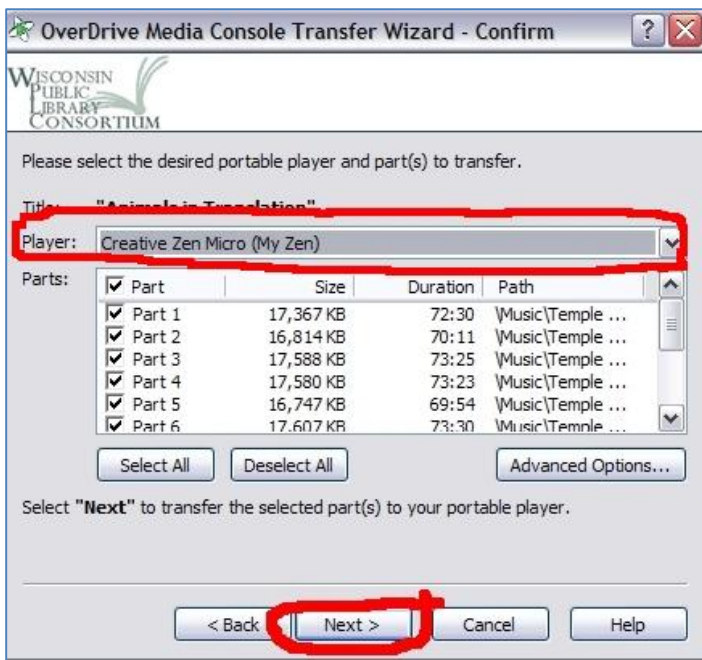 OverDrive Media Console Transfer Wizard - Confirm ?
WISCONSIN
PUBLIC
LIBRARY
CONSORTIUM
Please select the desired portable player and part(s) to transfer.
Title: "Animals in Translation"
Player: Creative Zen Micro (My Zen)
Parts: Part Size Duration Path
Part 1 17,367 KB 72:30 \Music\Temple ...
Part 2 16,814 KB 70:11 \Music\Temple ...
Part 3 17,588 KB 73:25 \Music\Temple ...
Part 4 17,580 KB 73:23 \Music\Temple ...
Part 5 16,747 KB 69:54 \Music\Temple ...
Part 6 17,607 KB 73:30 \Music\Temple ...
Select All Deselect All Advanced Options...
Select "Next" to transfer the selected part(s) to your portable player.
< Back Next > Cancel Help